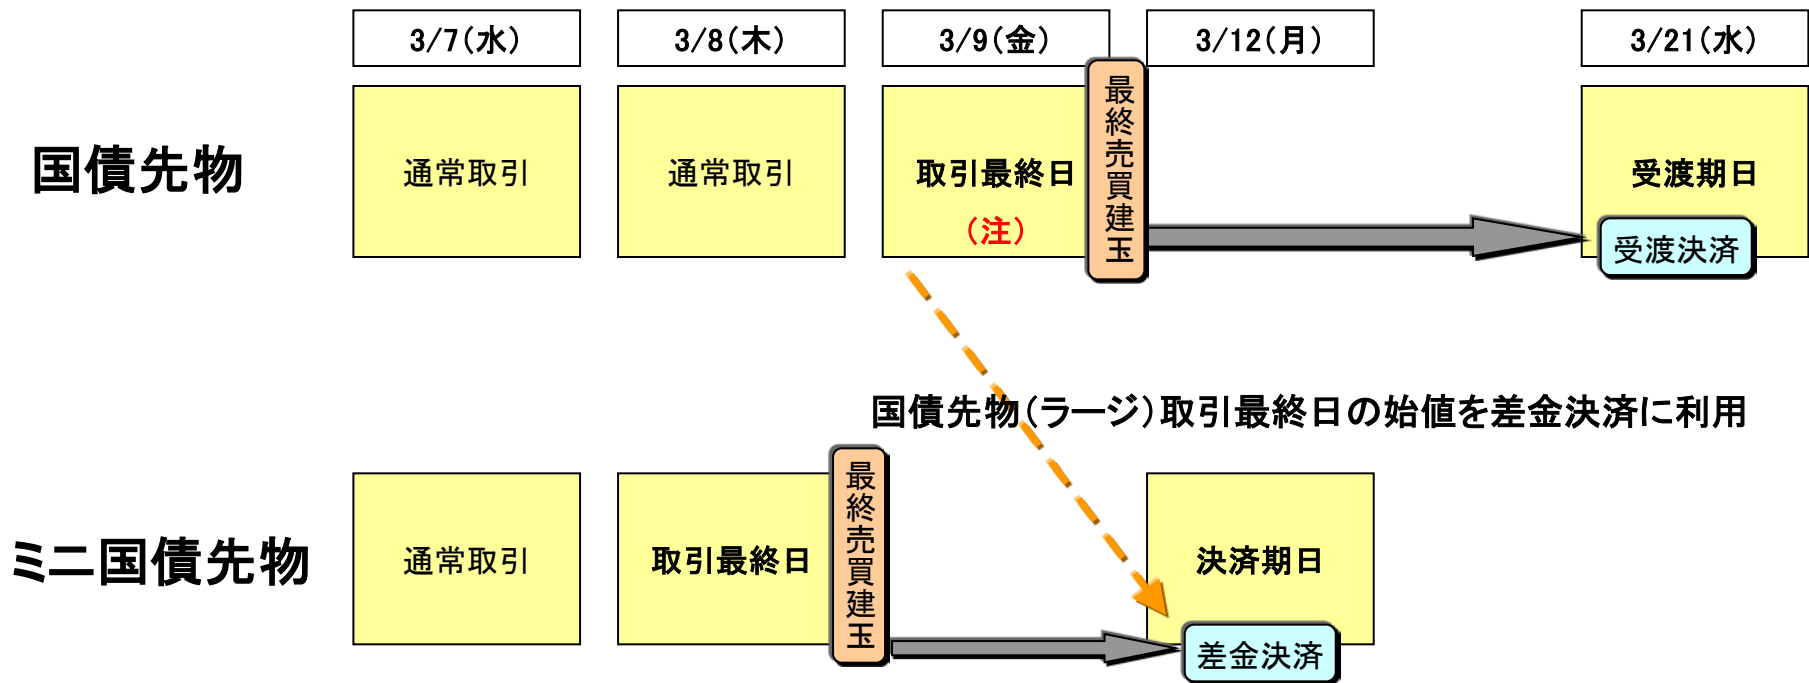 3/7(水)
3/8(木)
3/9(金)
3/12(月)
3/21(水)
国債先物
通常取引
通常取引
取引最終日
(注)
最終売買建玉
受渡期日
受渡決済
国債先物(ラージ)取引最終日の始値を差金決済に利用
ミニ国債先物
通常取引
取引最終日
最終売買建玉
決済期日
差金決済